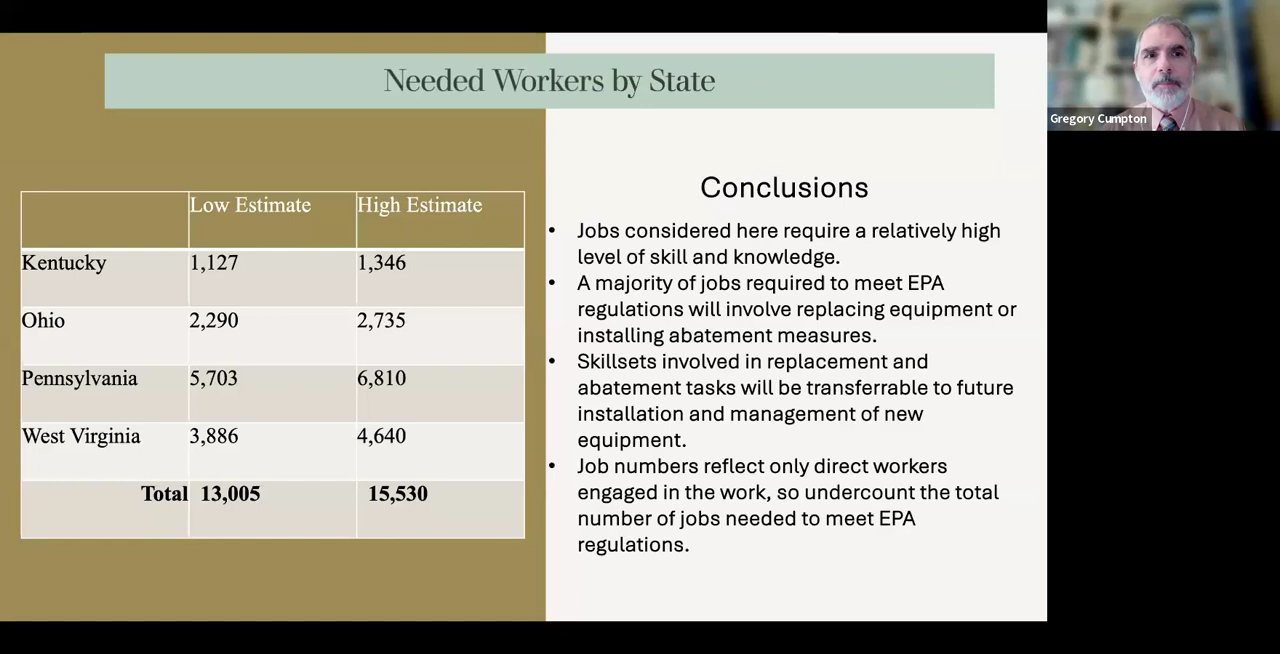 Needed Workers by State
Low Estimate High Estimate
Kentucky 1,127 1,346
Ohio 2,290 2,735
Pennsylvania 5,703 6,810
West Virginia 3,886 4,640
Total 13,005 15,530
Conclusions
• Jobs considered here require a relatively high
level of skill and knowledge.
• A majority of jobs required to meet EPA
regulations will involve replacing equipment or
installing abatement measures.
• Skillsets involved in replacement and
abatement tasks will be transferrable to future
installation and management of new
equipment.
• Job numbers reflect only direct workers
engaged in the work, so undercount the total
number of jobs needed to meet EPA
regulations.
Gregory Cumpton